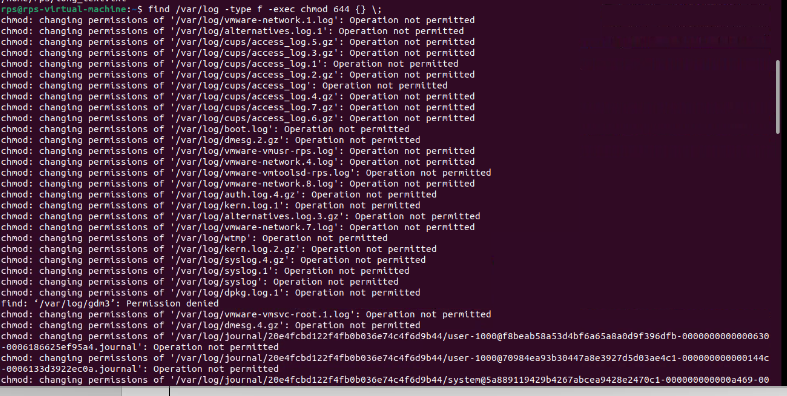 rps@rps-virtual-machine:~$ find /var/log -type f -exec chmod 644 {} \;
chmod: changing permissions of '/var/log/vmware-network.1.log': Operation not permitted
chmod: changing permissions of '/var/log/alternatives.log.1': Operation not permitted
chmod: changing permissions of '/var/log/cups/access_log.5.gz': Operation not permitted
chmod: changing permissions of '/var/log/cups/access_log.3.gz': Operation not permitted
chmod: changing permissions of '/var/log/cups/access_log.1': Operation not permitted
chmod: changing permissions of '/var/log/cups/access_log.2.gz': Operation not permitted
chmod: changing permissions of '/var/log/cups/access_log': Operation not permitted
chmod: changing permissions of '/var/log/cups/access_log.4.gz': Operation not permitted
chmod: changing permissions of '/var/log/cups/access_log.7.gz': Operation not permitted
chmod: changing permissions of '/var/log/cups/access_log.6.gz': Operation not permitted
chmod: changing permissions of '/var/log/boot.log': Operation not permitted
chmod: changing permissions of '/var/log/dmesg.2.gz': Operation not permitted
chmod: changing permissions of '/var/log/vmware-vmusr-rps.log': Operation not permitted
chmod: changing permissions of '/var/log/vmware-network.4.log': Operation not permitted
chmod: changing permissions of '/var/log/vmware-vmtoolsd-rps.log': Operation not permitted
chmod: changing permissions of '/var/log/vmware-network.8.log': Operation not permitted
chmod: changing permissions of '/var/log/auth.log.4.gz': Operation not permitted
chmod: changing permissions of '/var/log/kern.log.1': Operation not permitted
chmod: changing permissions of '/var/log/alternatives.log.3.gz': Operation not permitted
chmod: changing permissions of '/var/log/vmware-network.7.log': Operation not permitted
chmod: changing permissions of '/var/log/wtmp': Operation not permitted
chmod: changing permissions of '/var/log/kern.log.2.gz': Operation not permitted
chmod: changing permissions of '/var/log/syslog.4.gz': Operation not permitted
chmod: changing permissions of '/var/log/syslog.1': Operation not permitted
chmod: changing permissions of '/var/log/syslog': Operation not permitted
chmod: changing permissions of '/var/log/dpkg.log.1': Operation not permitted
find: ‘/var/log/gdm3’: Permission denied
chmod: changing permissions of '/var/log/vmware-vmsvc-root.1.log': Operation not permitted
chmod: changing permissions of '/var/log/dmesg.4.gz': Operation not permitted
chmod: changing permissions of '/var/log/journal/20e4fcbd122f4fb0b036e74c4f6d9b44/user-1000@f8beab58a53d4bf6a65a8a0d9f396dfb-0000000000000630
-0006186625ef95a4.journal': Operation not permitted
chmod: changing permissions of '/var/log/journal/20e4fcbd122f4fb0b036e74c4f6d9b44/user-1000@70984ea93b30447a8e3927d5d03ae4c1-000000000000144c
-0006133d3922ec0a.journal': Operation not permitted
chmod: changing permissions of '/var/log/journal/20e4fcbd122f4fb0b036e74c4f6d9b44/system@5a889119429b4267abcea9428e2470c1-000000000000a469-00